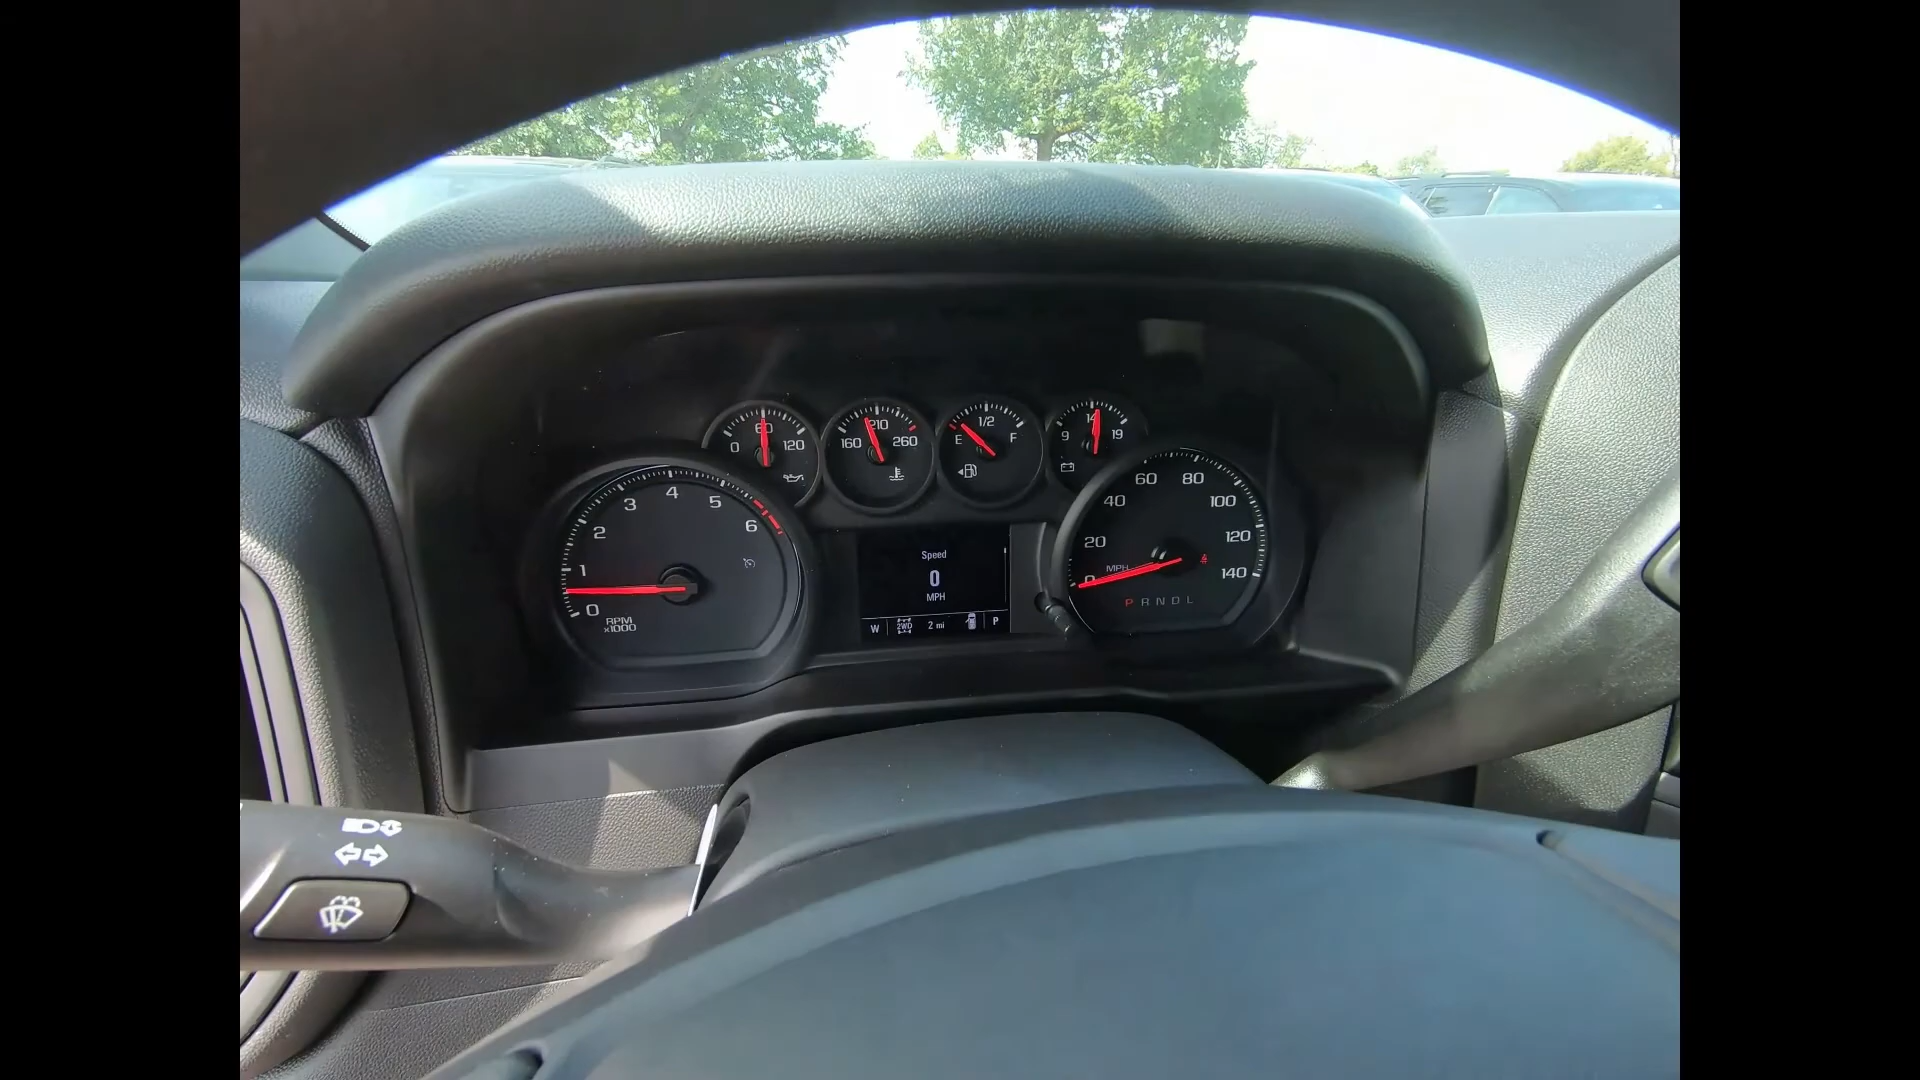 0 60 120
160 210 260
E 1/2 F
9 14 19
0 1 2 3 4 5 6
RPM
x1000
Speed
0
MPH
W 2WD 2 mi P
0 20 40 60 80 100 120 140
MPH
P R N D L